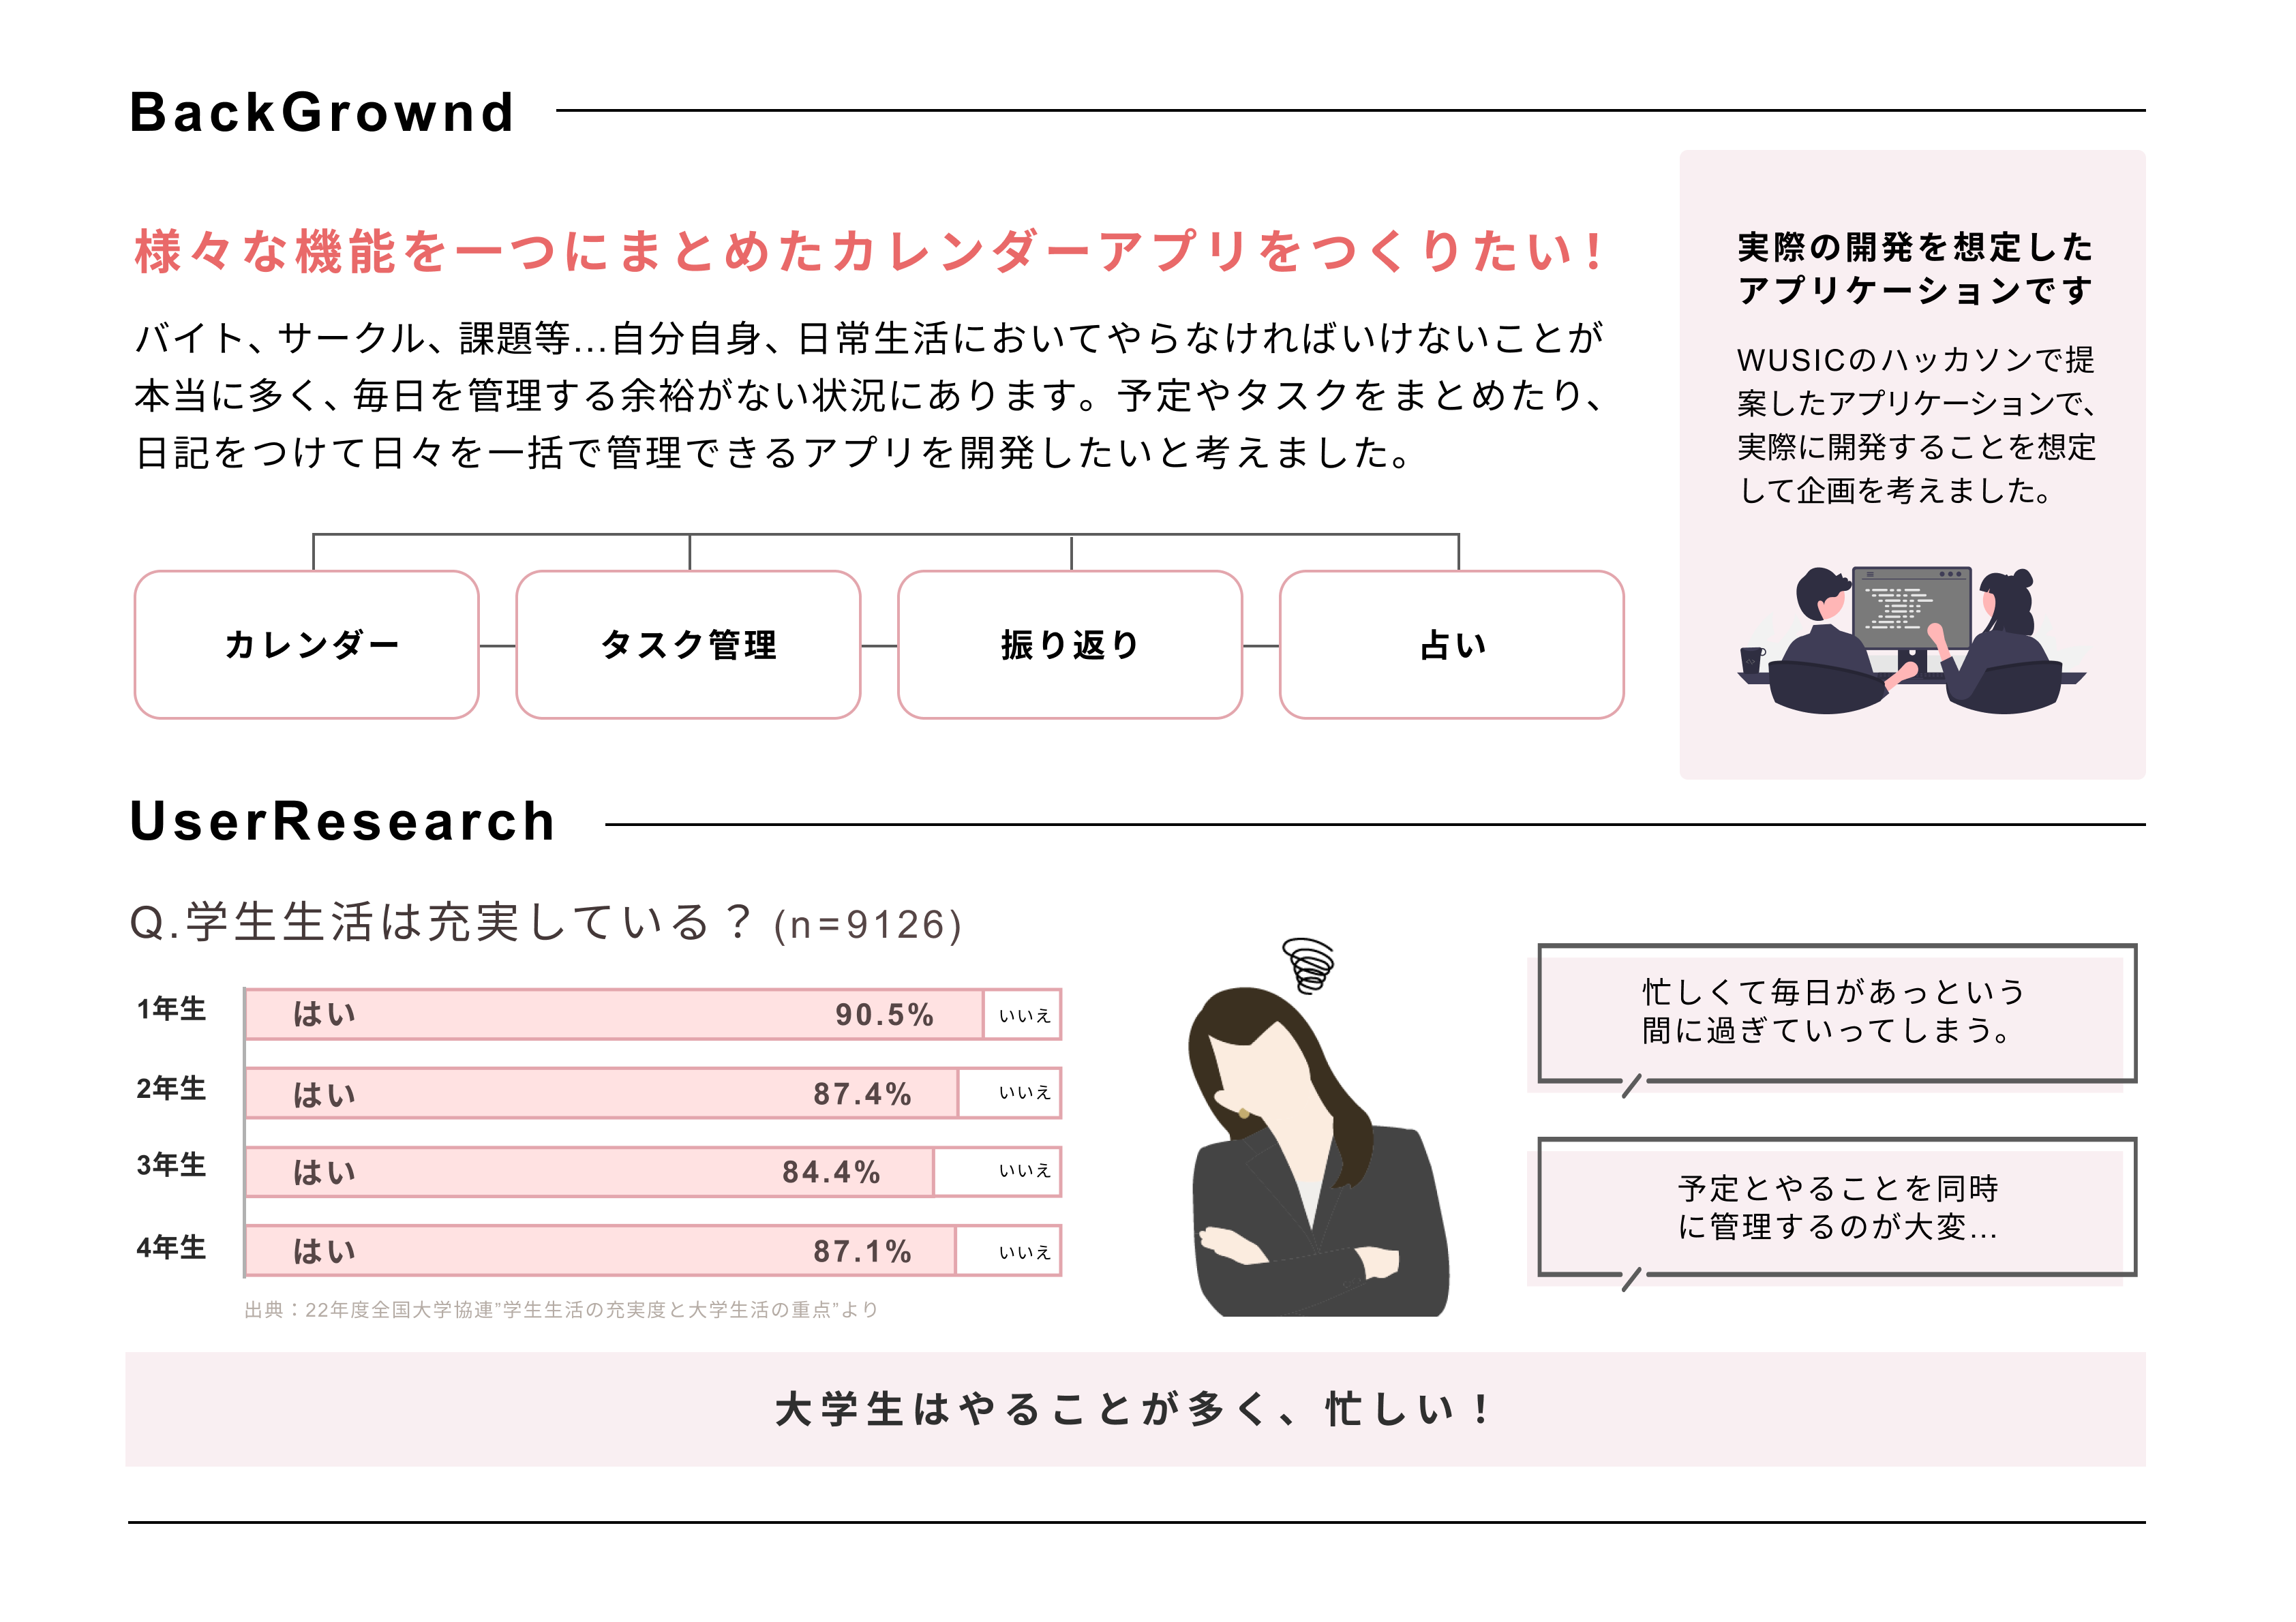 BackGrownd
様々な機能を一つにまとめたカレンダーアプリをつくりたい！
バイト、サークル、課題等…自分自身、日常生活においてやらなければいけないことが
本当に多く、毎日を管理する余裕がない状況にあります。予定やタスクをまとめたり、
日記をつけて日々を一括で管理できるアプリを開発したいと考えました。
カレンダー
タスク管理
振り返り
占い
実際の開発を想定した
アプリケーションです
WUSICのハッカソンで提
案したアプリケーションで、
実際に開発することを想定
して企画を考えました。
UserResearch
Q.学生生活は充実している？(n=9126)
1年生 はい 90.5% いいえ
2年生 はい 87.4% いいえ
3年生 はい 84.4% いいえ
4年生 はい 87.1% いいえ
出典：22年度全国大学協連”学生生活の充実度と大学生活の重点”より
忙しくて毎日があっという
間に過ぎていってしまう。
予定とやることを同時
に管理するのが大変…
大学生はやることが多く、忙しい！